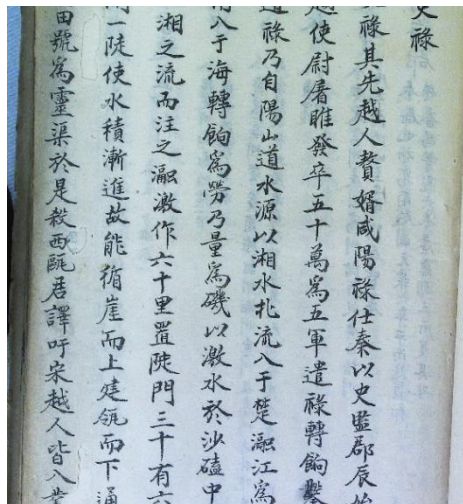 史祿
祿其先越人贅婿咸陽祿仕秦以史監郡辰
使尉屠睢發卒五十萬爲五軍遣祿轉餉鑿
道祿乃自陽山道水源以湘水北流入于楚瀜江爲
入于海轉餉爲勞乃量爲磯以激水於沙磕中
湘之流而注之瀜激作六十里置陡門三十有六
一陡使水積漸進故能循崖而上建瓴而下通
田號爲靈渠於是殺西甌君譯吁宋越人皆入